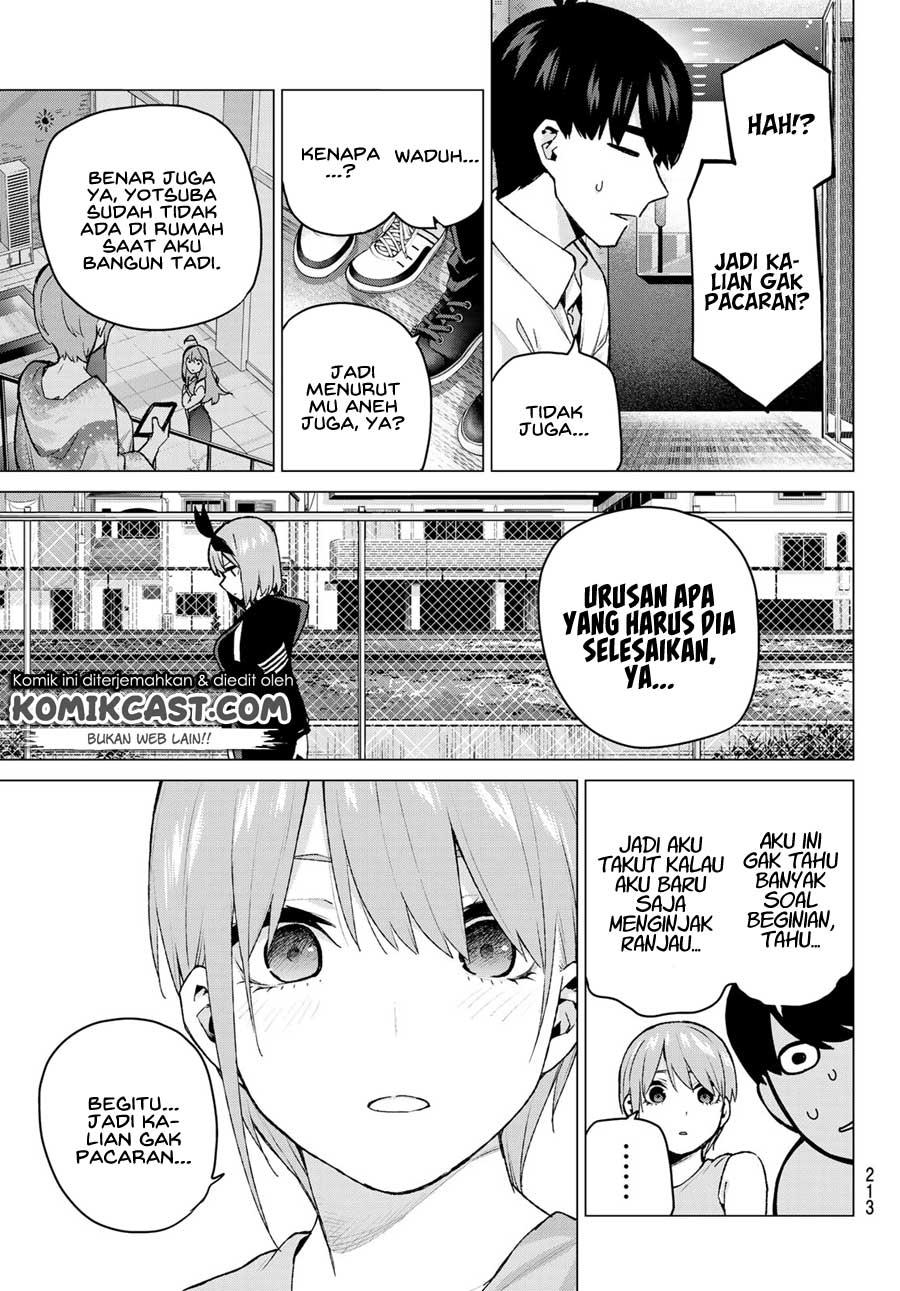 HAH!?
JADI KA-
LIAN GAK
PACARAN?
TIDAK
JUGA...
WADUH...
KENAPA
...?
JADI
MENURUT
MU ANEH
JUGA, YA?
BENAR JUGA
YA, YOTSUBA
SUDAH TIDAK
ADA DI RUMAH
SAAT AKU
BANGUN TADI.
URUSAN APA
YANG HARUS DIA
SELESAIKAN,
YA...
Komik ini diterjemahkan & diedit oleh
KOMIKCAST.COM
BUKAN WEB LAIN!!
AKU INI
GAK TAHU
BANYAK
SOAL
BEGINIAN,
TAHU...
JADI AKU
TAKUT KALAU
AKU BARU
SAJA
MENGINJAK
RANJAU...
......
BEGITU...
JADI KA-
LIAN GAK
PACARAN...
213